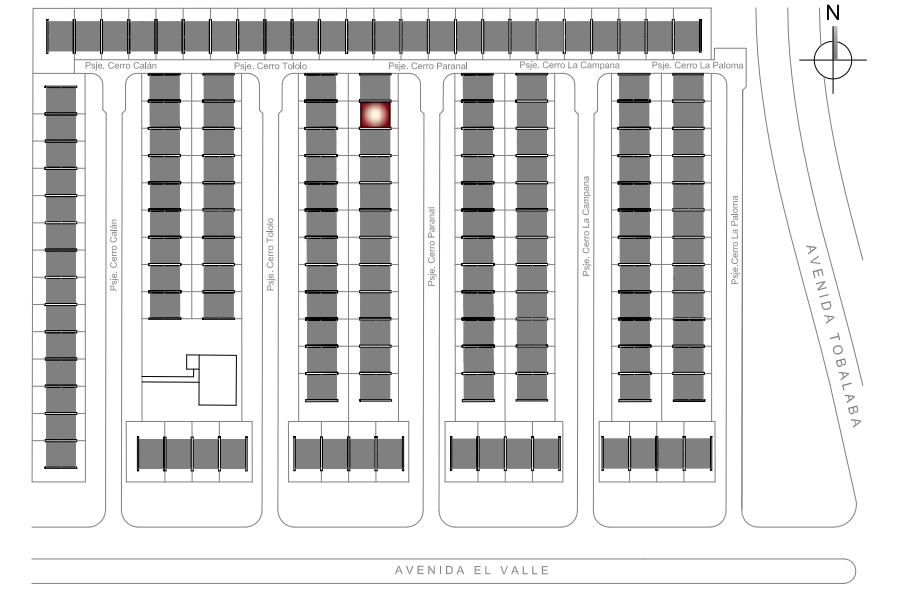 N
Psje. Cerro Calán
Psje. Cerro Tololo
Psje. Cerro Paranal
Psje. Cerro La Campana
Psje. Cerro La Paloma
Psje. Cerro Calán
Psje. Cerro Tololo
Psje. Cerro Paranal
Psje. Cerro La Campana
Psje.Cerro La Paloma
AVENIDA TOBALABA
AVENIDA EL VALLE